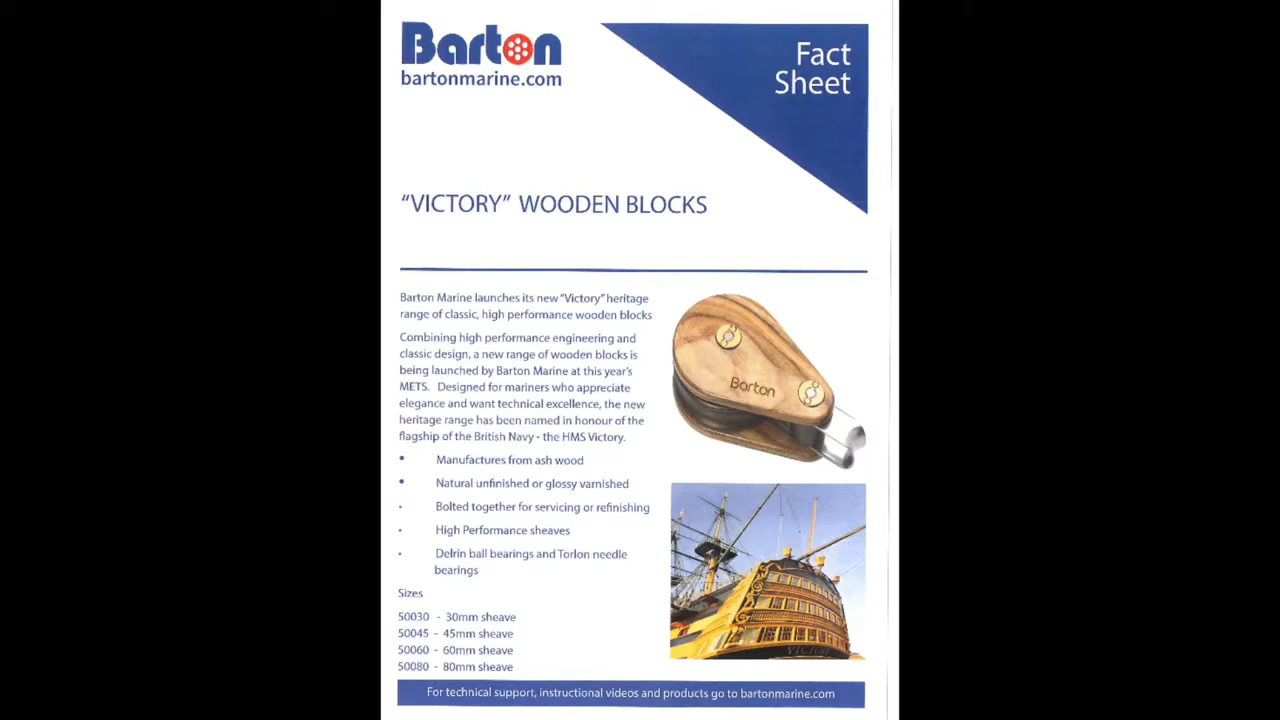 Barton
bartonmarine.com
Fact
Sheet
“VICTORY” WOODEN BLOCKS
Barton Marine launches its new “Victory” heritage
range of classic, high performance wooden blocks
Combining high performance engineering and
classic design, a new range of wooden blocks is
being launched by Barton Marine at this year’s
METS. Designed for mariners who appreciate
elegance and want technical excellence, the new
heritage range has been named in honour of the
flagship of the British Navy - the HMS Victory.
• Manufactures from ash wood
• Natural unfinished or glossy varnished
· Bolted together for servicing or refinishing
· High Performance sheaves
· Delrin ball bearings and Torlon needle
bearings
Sizes
50030 - 30mm sheave
50045 - 45mm sheave
50060 - 60mm sheave
50080 - 80mm sheave
Barton
VICTORY
For technical support, instructional videos and products go to bartonmarine.com